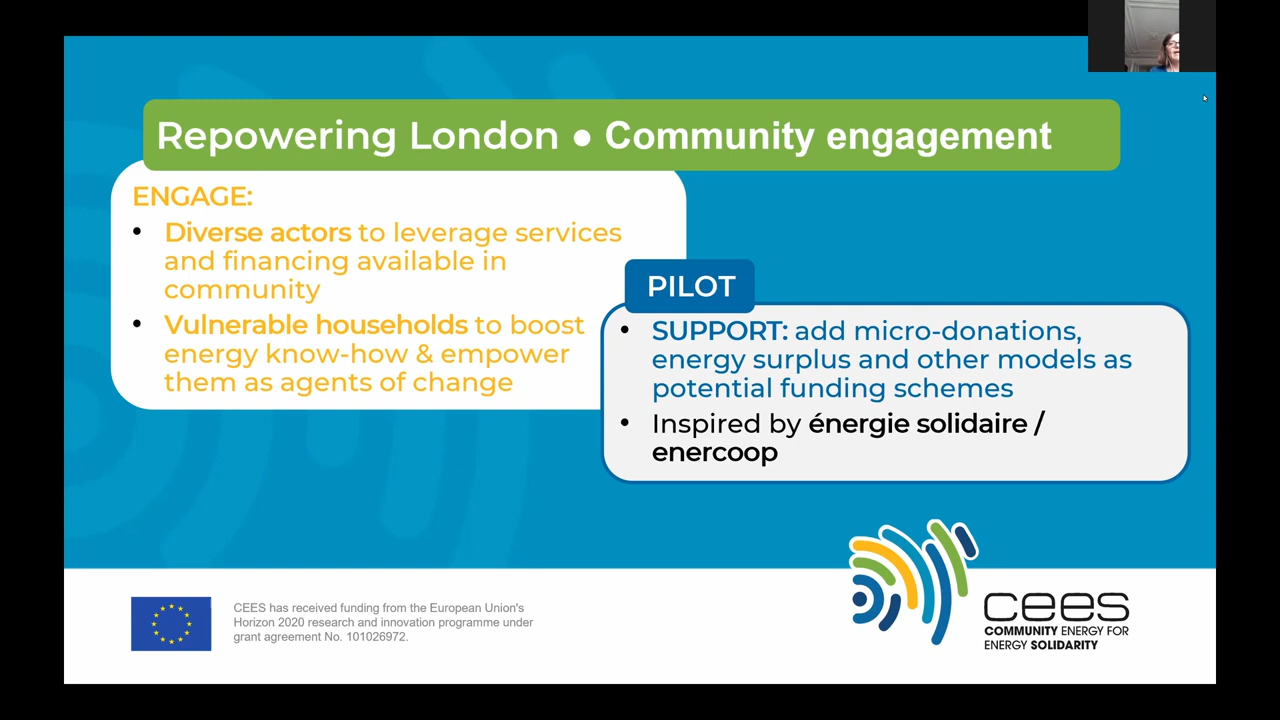 Repowering London ● Community engagement
ENGAGE:
• Diverse actors to leverage services
and financing available in
community
• Vulnerable households to boost
energy know-how & empower
them as agents of change
PILOT
• SUPPORT: add micro-donations,
energy surplus and other models as
potential funding schemes
• Inspired by énergie solidaire /
enercoop
CEES has received funding from the European Union's
Horizon 2020 research and innovation programme under
grant agreement No. 101026972.
cees
COMMUNITY ENERGY FOR
ENERGY SOLIDARITY